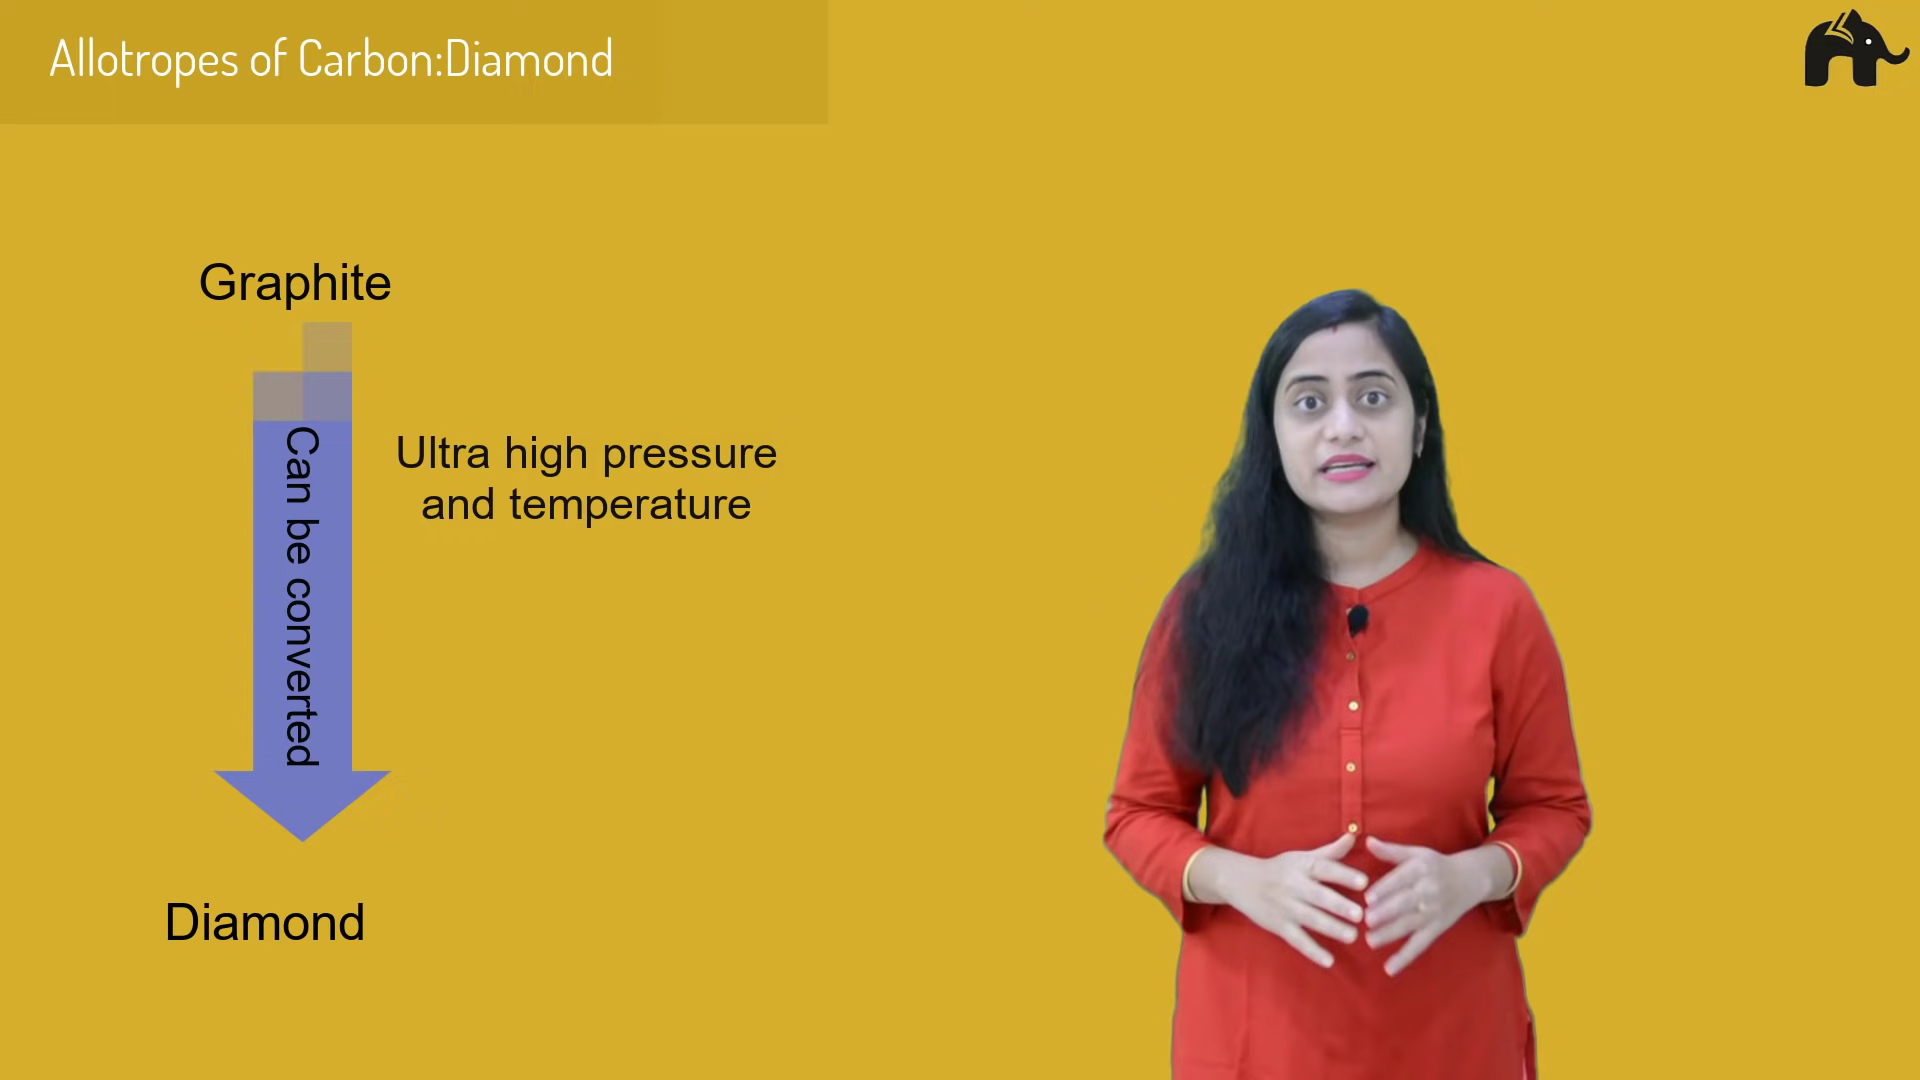 Allotropes of Carbon:Diamond
Graphite
Can be converted
Ultra high pressure
and temperature
Diamond